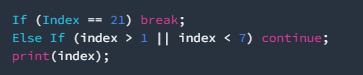 If (Index == 21) break;
Else If (index > 1 || index < 7) continue;
print(index);